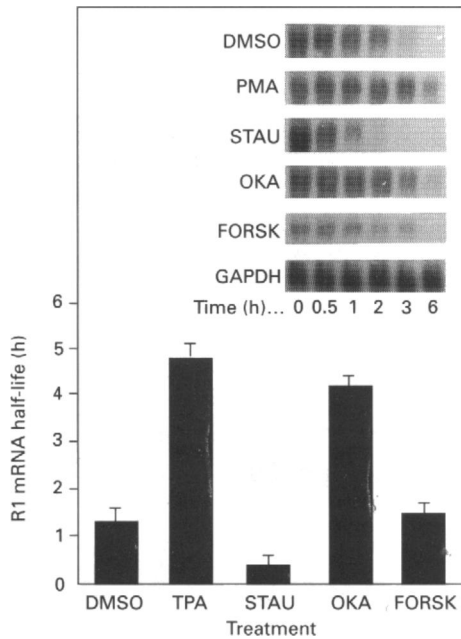 DMSO
PMA
STAU
OKA
FORSK
GAPDH
Time (h)... 0 0.5 1 2 3 6
R1 mRNA half-life (h)
6
5
4
3
2
1
0
DMSO TPA STAU OKA FORSK
Treatment